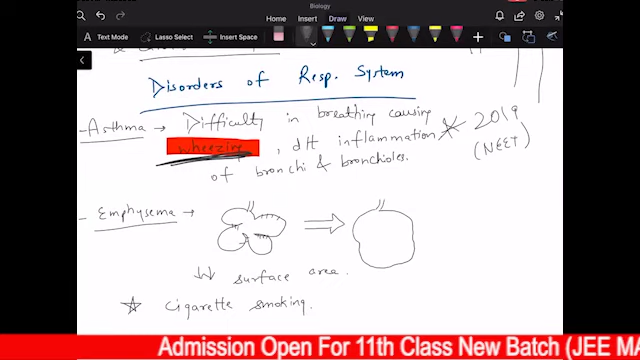 Biology
Home Insert Draw View
Text Mode Lasso Select Insert Space
Disorders of Resp. System
- Asthma → Difficulty in breathing causing
wheezing, dH inflammation
of bronchi & bronchioles.
2019
(NEET)
- Emphysema →
↓↓ surface area.
☆ cigarette smoking.
Admission Open For 11th Class New Batch (JEE MA